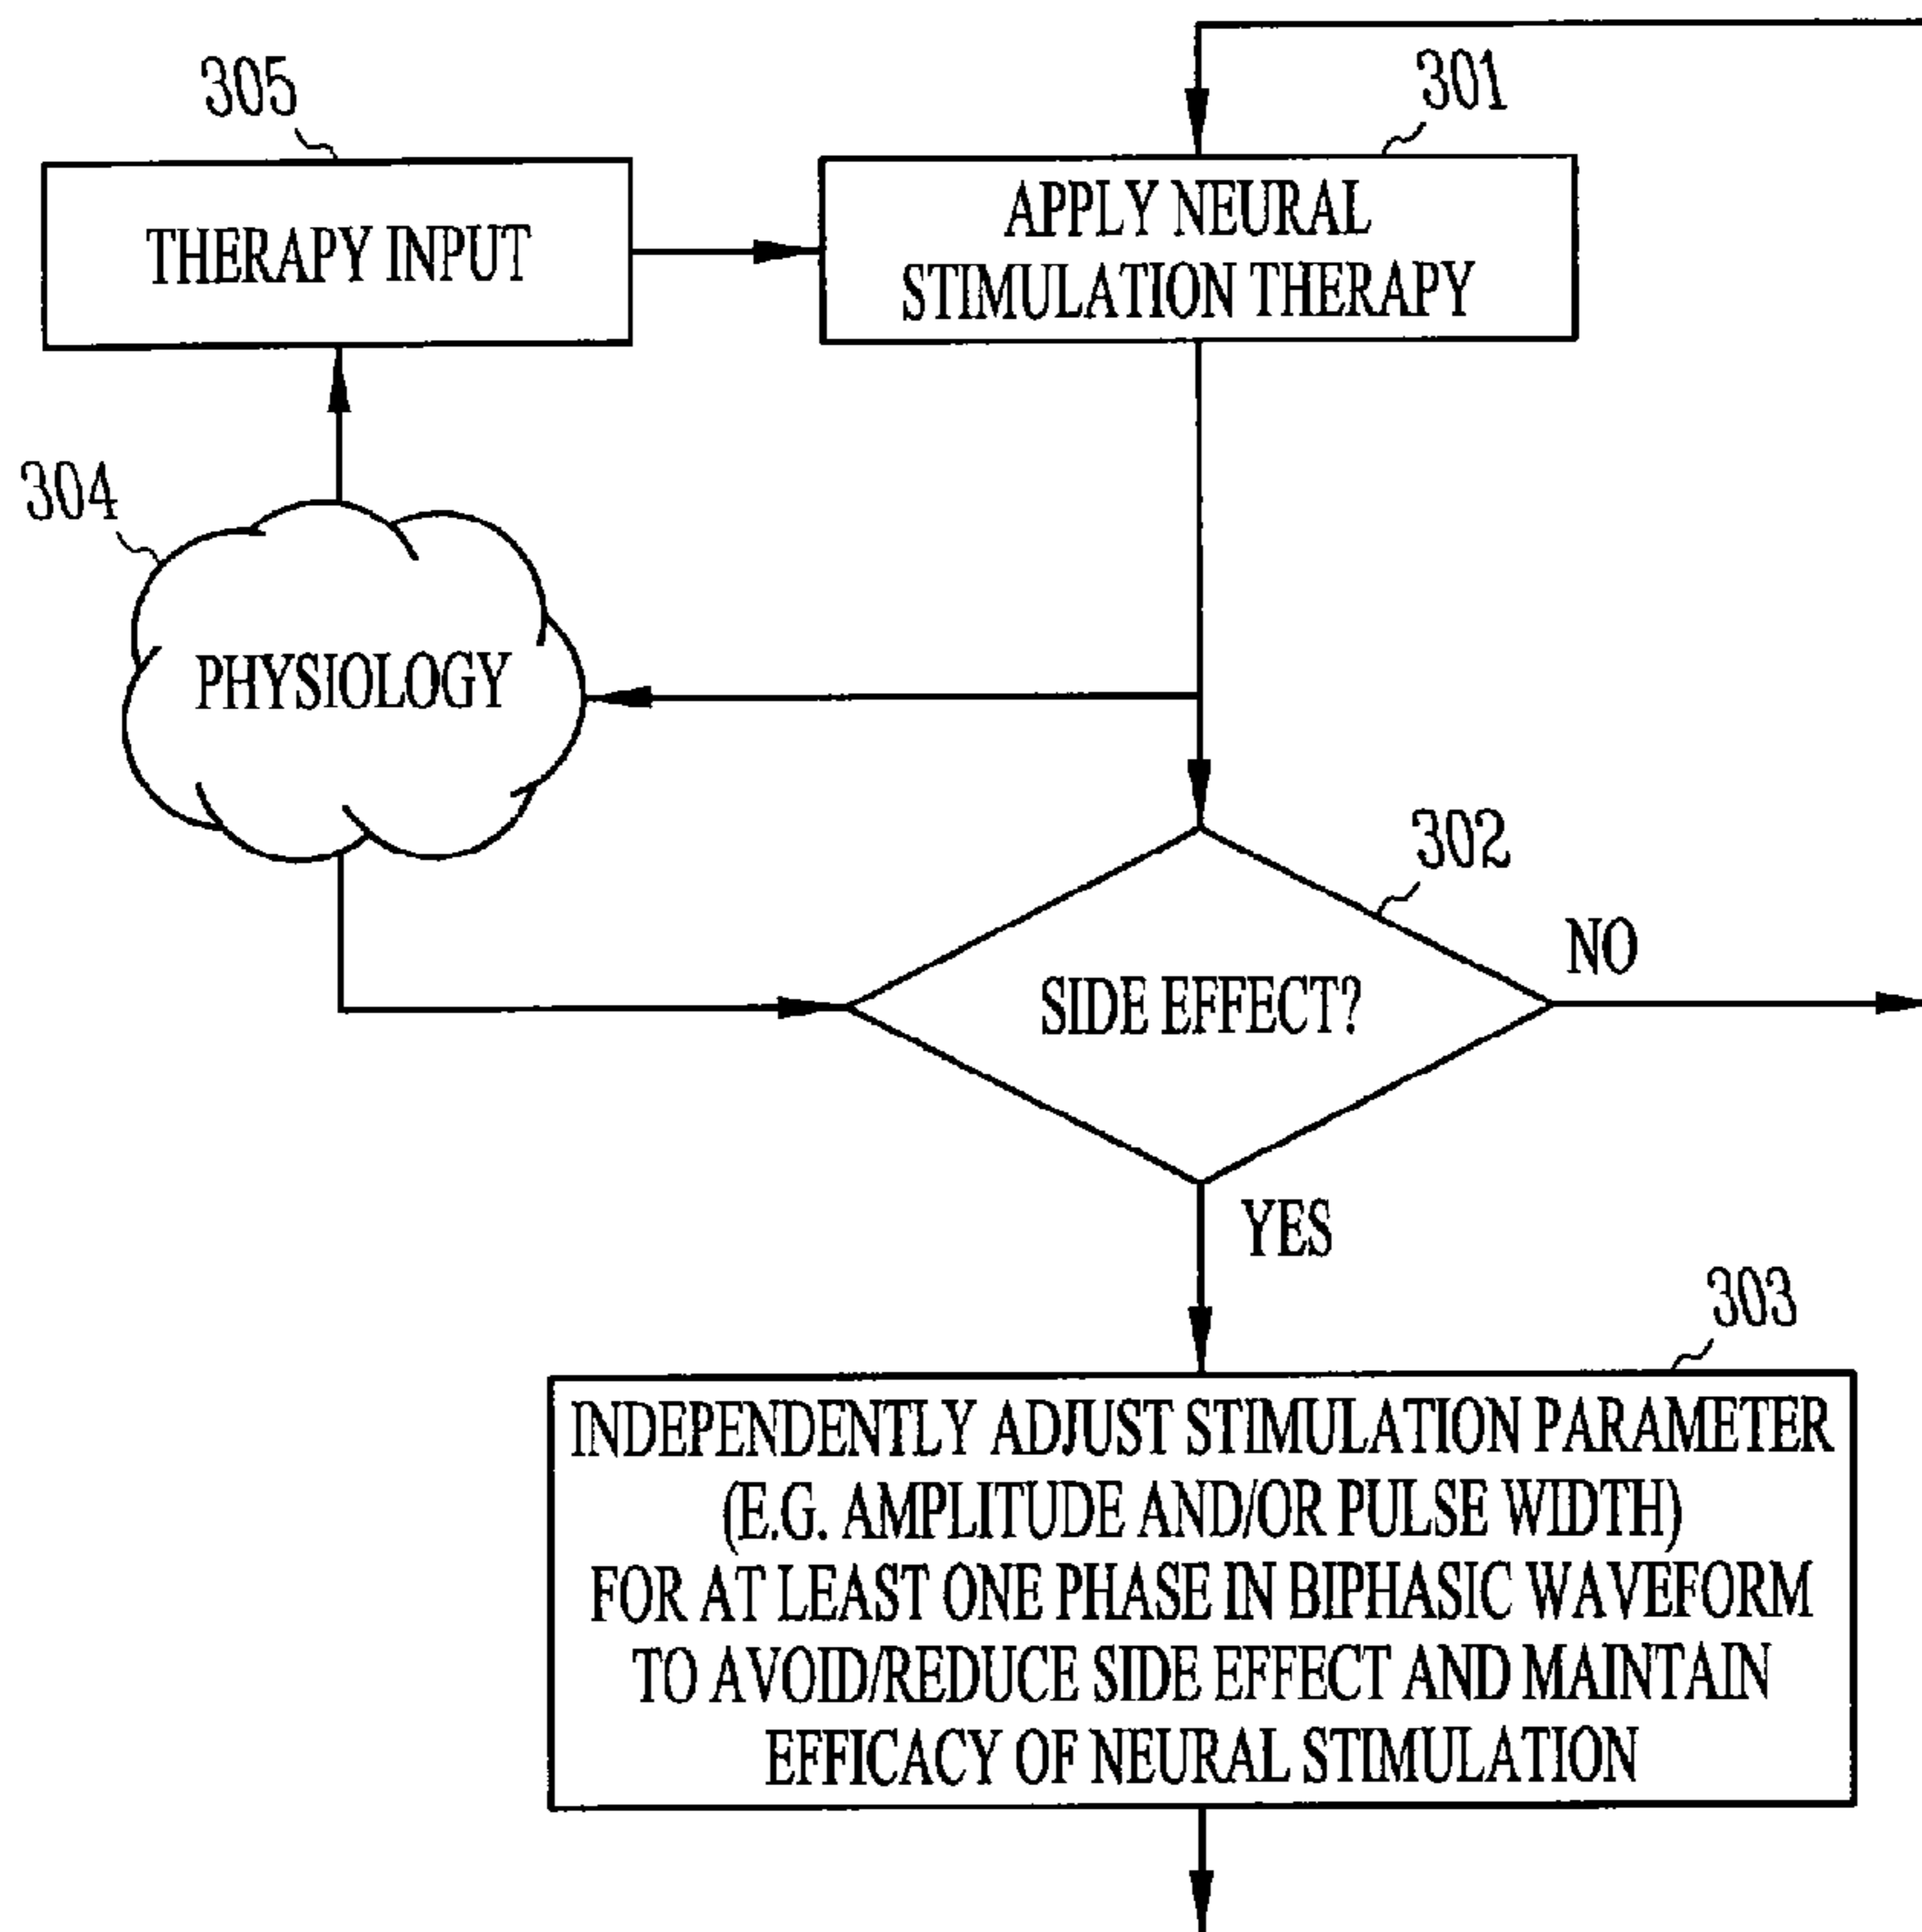 305
301
THERAPY INPUT
APPLY NEURAL
STIMULATION THERAPY
304
PHYSIOLOGY
302
NO
SIDE EFFECT?
YES
303
INDEPENDENTLY ADJUST STIMULATION PARAMETER
(E.G. AMPLITUDE AND/OR PULSE WIDTH)
FOR AT LEAST ONE PHASE IN BIPHASIC WAVEFORM
TO AVOID/REDUCE SIDE EFFECT AND MAINTAIN
EFFICACY OF NEURAL STIMULATION